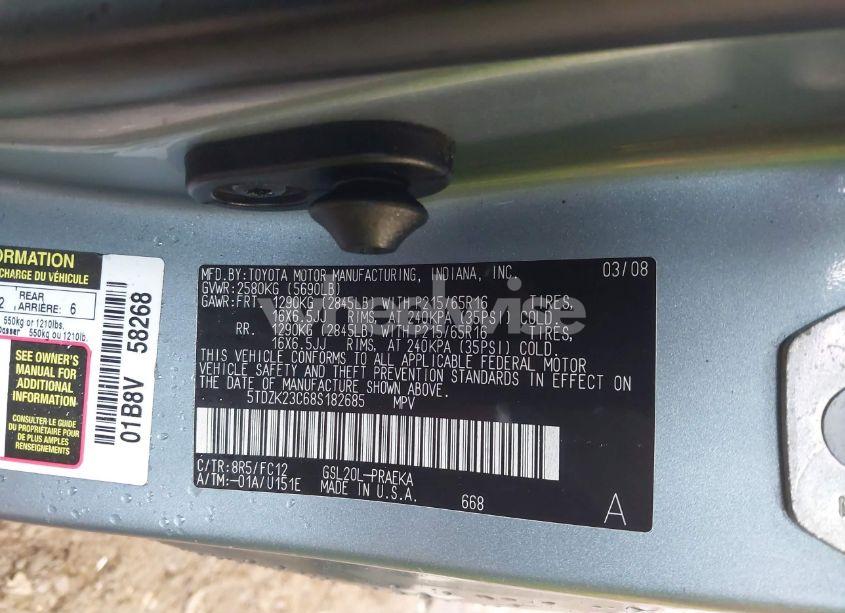 FORMATION
CHARGE DU VÉHICULE
2 REAR ARRIÈRE: 6
550kg or 1210lbs.
passer 550kg ou 1210lb.
SEE OWNER'S
MANUAL FOR
ADDITIONAL
INFORMATION
CONSULTER LE GUIDE
DU PROPRIÉTAIRE
POUR DE PLUS AMPLES
RENSEIGNEMENTS
01B8V 58268
MFD.BY:TOYOTA MOTOR MANUFACTURING, INDIANA, INC. 03/08
GVWR:2580KG (5690LB)
GAWR:FRT. 1290KG (2845LB) WITH P215/65R16 TIRES,
16X6.5JJ RIMS, AT 240KPA (35PSI) COLD.
RR. 1290KG (2845LB) WITH P215/65R16 TIRES,
16X6.5JJ RIMS, AT 240KPA (35PSI) COLD.
THIS VEHICLE CONFORMS TO ALL APPLICABLE FEDERAL MOTOR
VEHICLE SAFETY AND THEFT PREVENTION STANDARDS IN EFFECT
ON THE DATE OF MANUFACTURE SHOWN ABOVE.
5TDZK23C68S182685 MPV
C/TR:8R5/FC12 GSL20L-PRAEKA
A/TM:-01A/U151E MADE IN U.S.A.
668
A
wheelwise